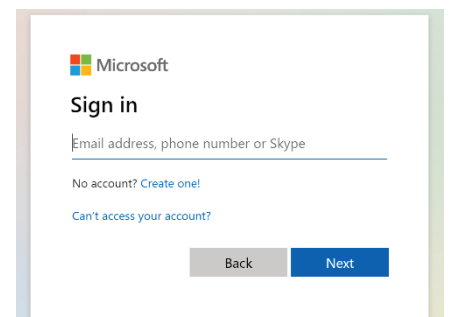 Microsoft
Sign in
Email address, phone number or Skype
No account? Create one!
Can't access your account?
Back
Next